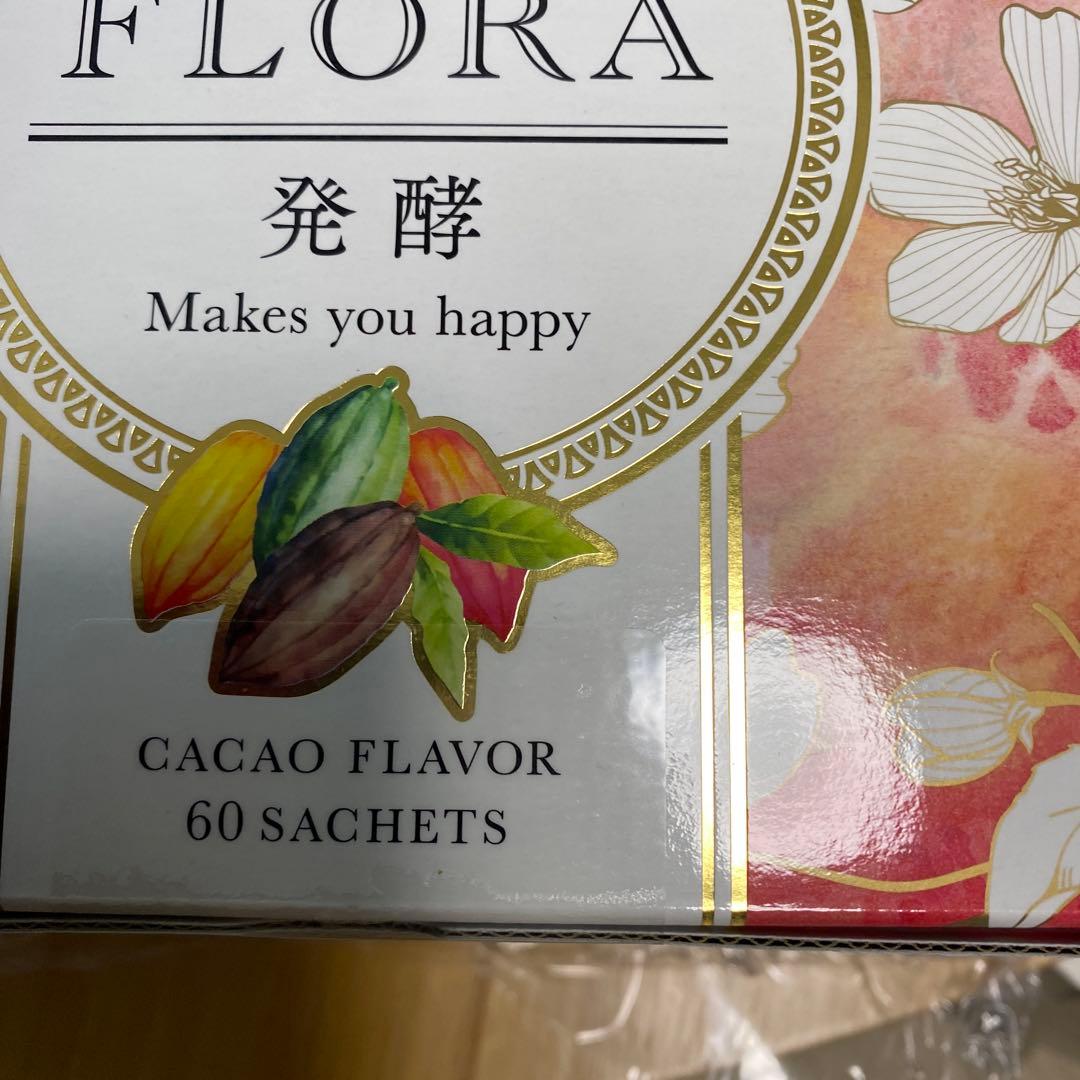 FLORA
発酵
Makes you happy
CACAO FLAVOR
60 SACHETS